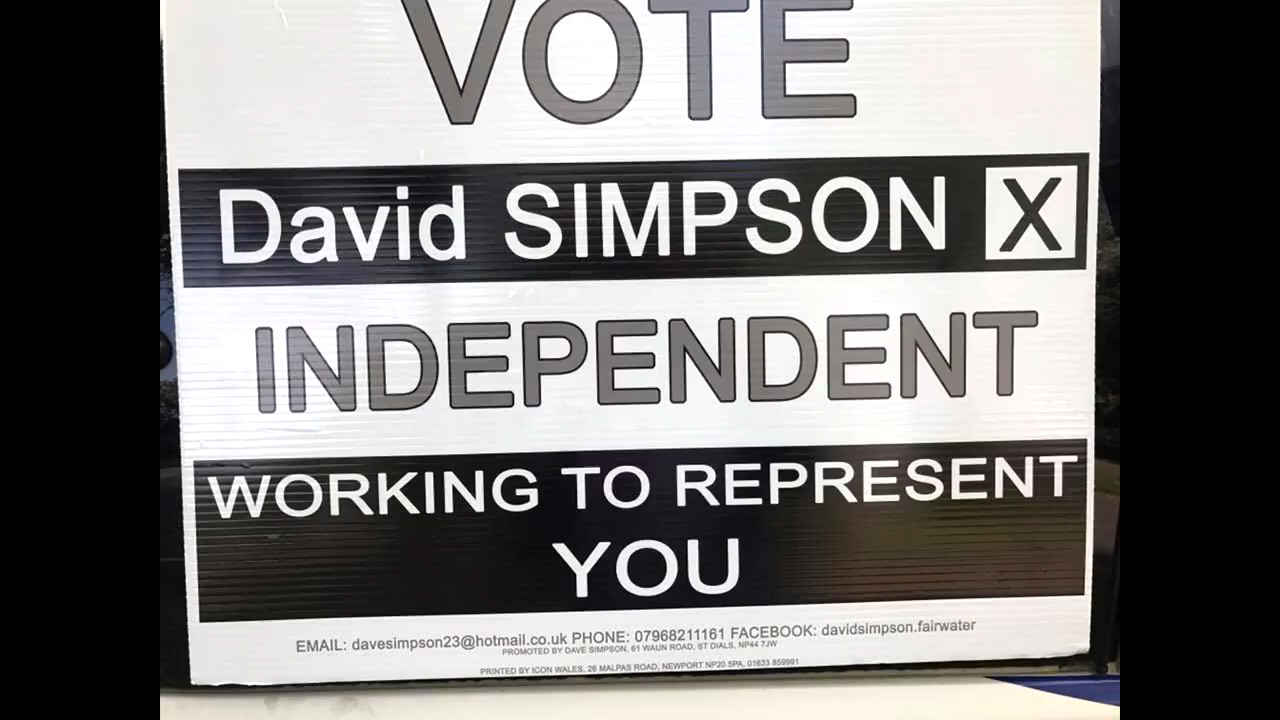 VOTE
David SIMPSON X
INDEPENDENT
WORKING TO REPRESENT
YOU
EMAIL: davesimpson23@hotmail.co.uk PHONE: 07968211161 FACEBOOK: davidsimpson.fairwater
PROMOTED BY DAVE SIMPSON, 61 WAUN ROAD, ST DIALS, NP44 7JW
PRINTED BY ICON WALES, 26 MALPAS ROAD, NEWPORT NP20 5PA, 01633 859991